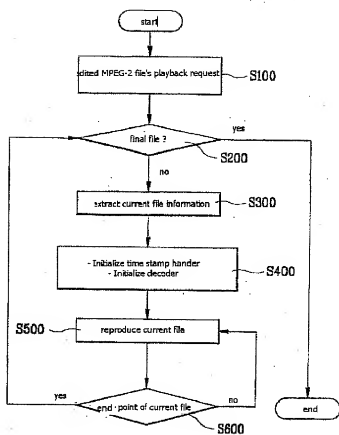 start
edited MPEG-2 file's playback request
S100
final file ?
yes
S200
no
extract current file information
S300
- Initialize time stamp hander
- Initialize decoder
S400
S500
reproduce current file
yes
end - point of current file
no
S600
end